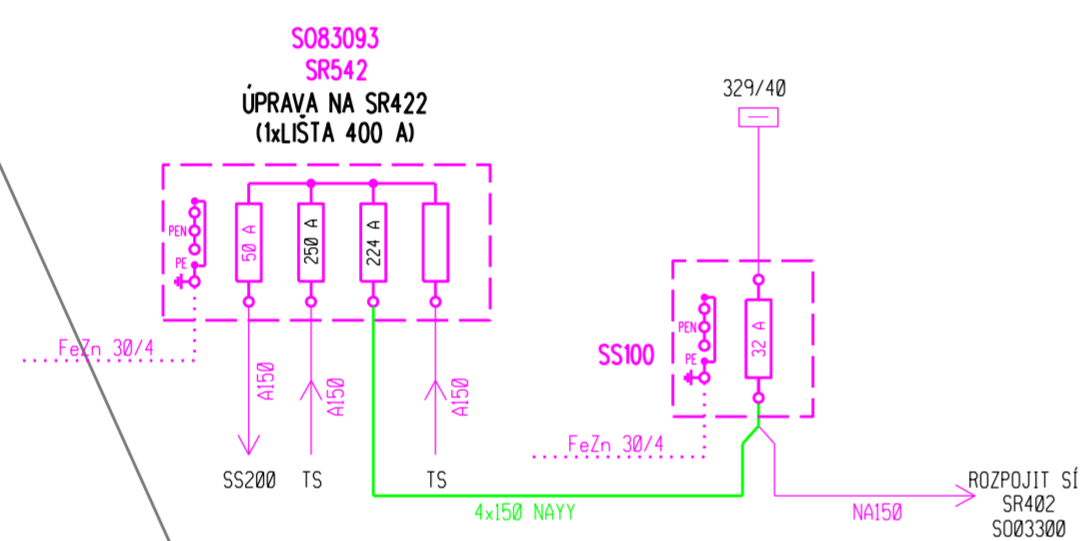 SO83093
SR542
ÚPRAVA NA SR422
(1xLIŠTA 400 A)
329/40
PEN
PE
50 A
250 A
224 A
FeZn 30/4
A150
A150
A150
SS200
TS
TS
SS100
PEN
PE
32 A
FeZn 30/4
4x150 NAYY
NA150
ROZPOJIT SÍ
SR402
SO03300